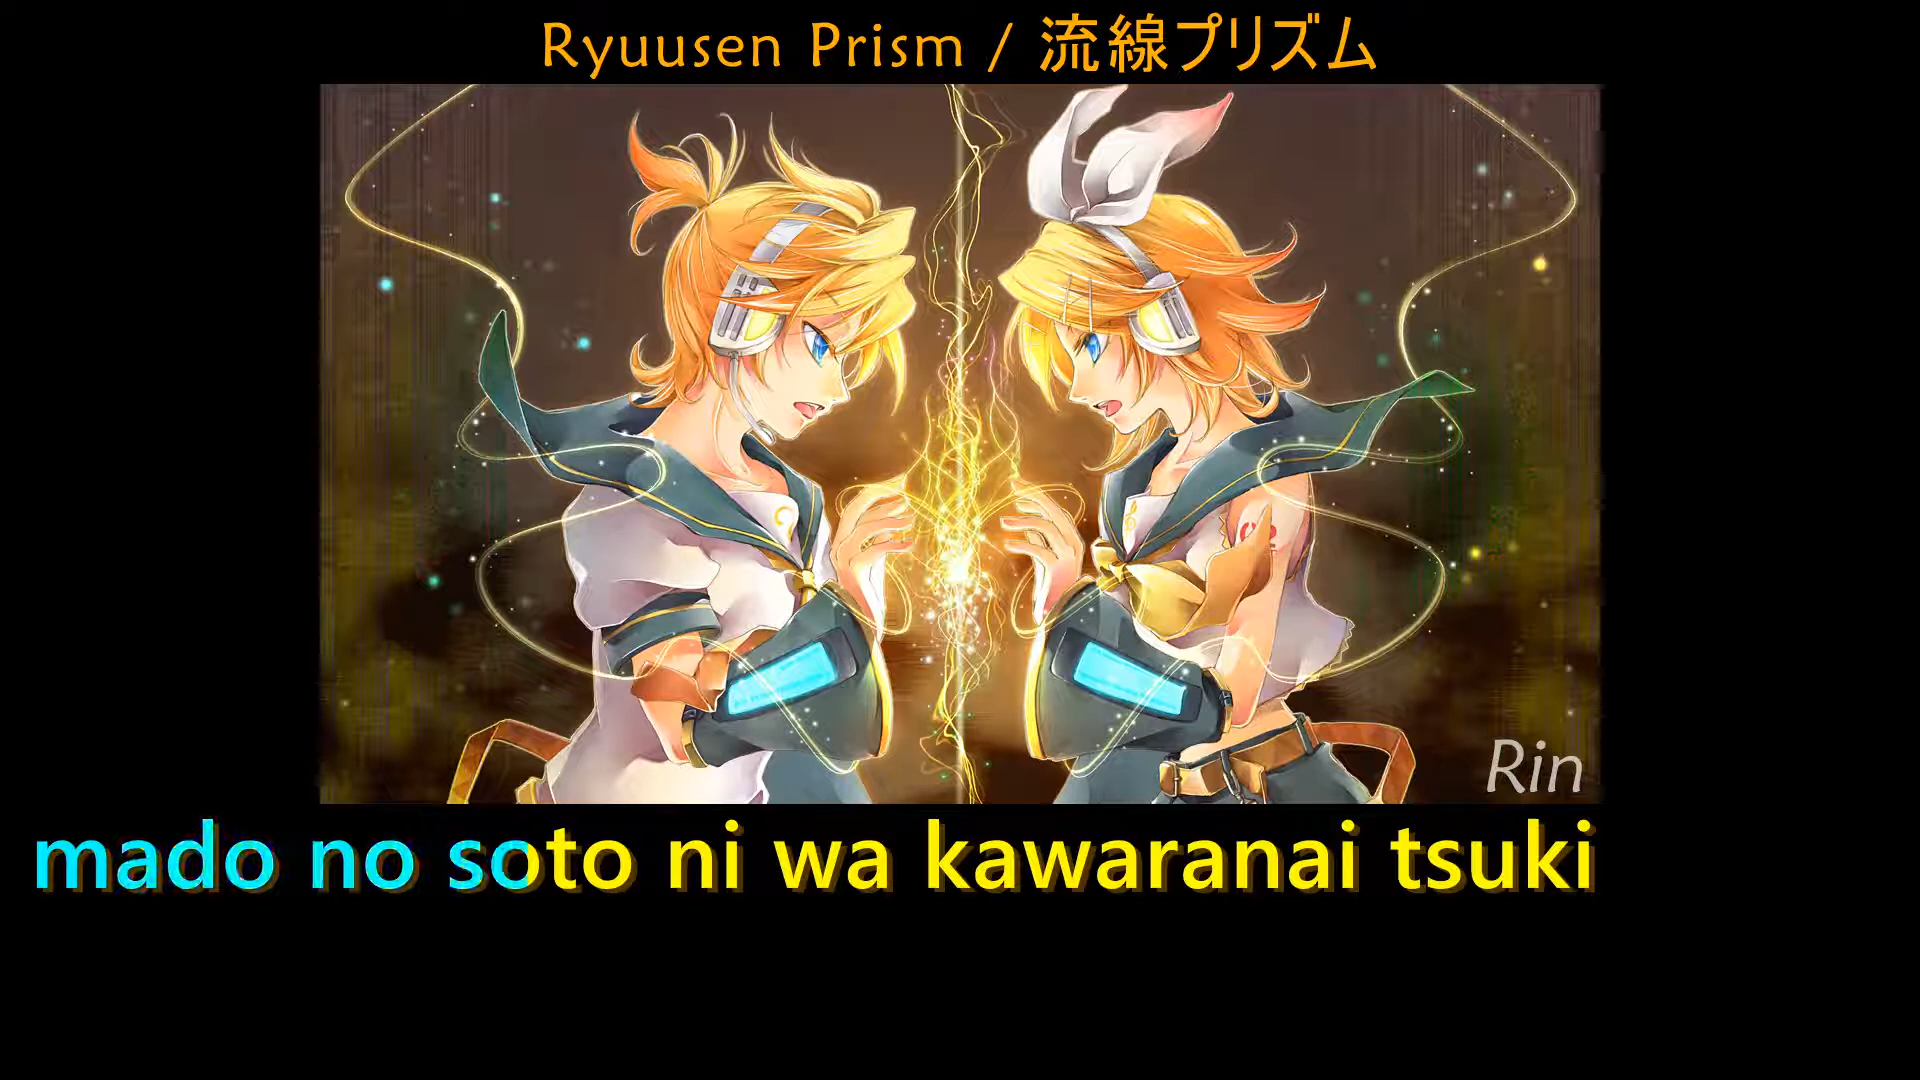 Ryuusen Prism / 流線プリズム
Rin
mado no soto ni wa kawaranai tsuki